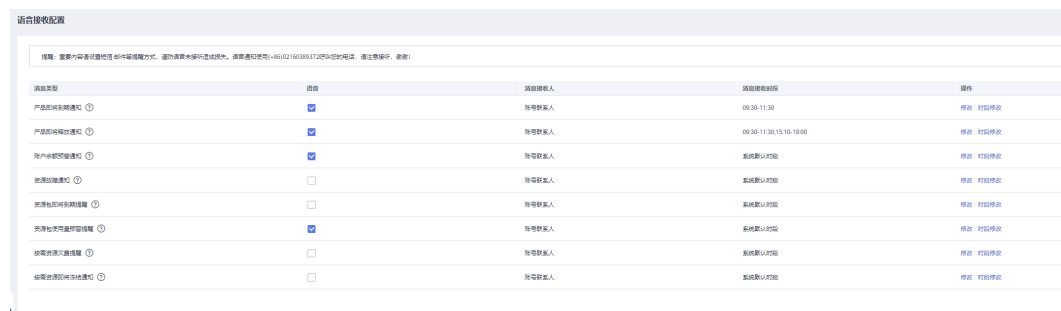 语音接收配置
提醒：重要内容请设置短信 邮件等提醒方式，谨防语音未接听造成损失。语音通知使用(+86)02160389372呼叫您的电话，请注意接听，谢谢！
消息类型 语音 消息接收人 消息接收时段 操作
产品即将到期通知 账号联系人 09:30-11:30 修改 时段修改
产品即将释放通知 账号联系人 09:30-11:30,15:10-19:00 修改 时段修改
账户余额预警通知 账号联系人 系统默认时段 修改 时段修改
资源故障通知 账号联系人 系统默认时段 修改 时段修改
资源包即将到期提醒 账号联系人 系统默认时段 修改 时段修改
资源包使用量预警提醒 账号联系人 系统默认时段 修改 时段修改
按需资源欠费提醒 账号联系人 系统默认时段 修改 时段修改
按需资源即将冻结通知 账号联系人 系统默认时段 修改 时段修改